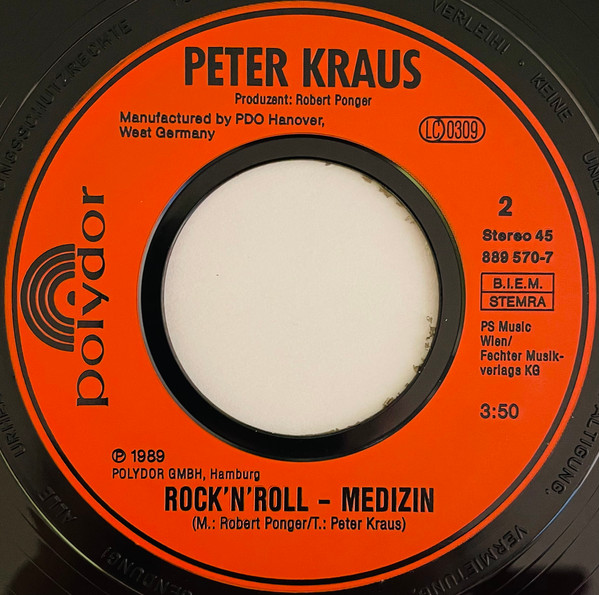 PETER KRAUS
Produzent: Robert Ponger
Manufactured by PDO Hanover,
West Germany
LC 0309
2
Stereo 45
889 570-7
B.I.E.M.
STEMRA
PS Music
Wien/
Fechter Musik-
verlags KG
3:50
polydor
℗ 1989
POLYDOR GMBH, Hamburg
ROCK'N'ROLL – MEDIZIN
(M.: Robert Ponger/T.: Peter Kraus)
VERLEIH! · KEINE
ALLE